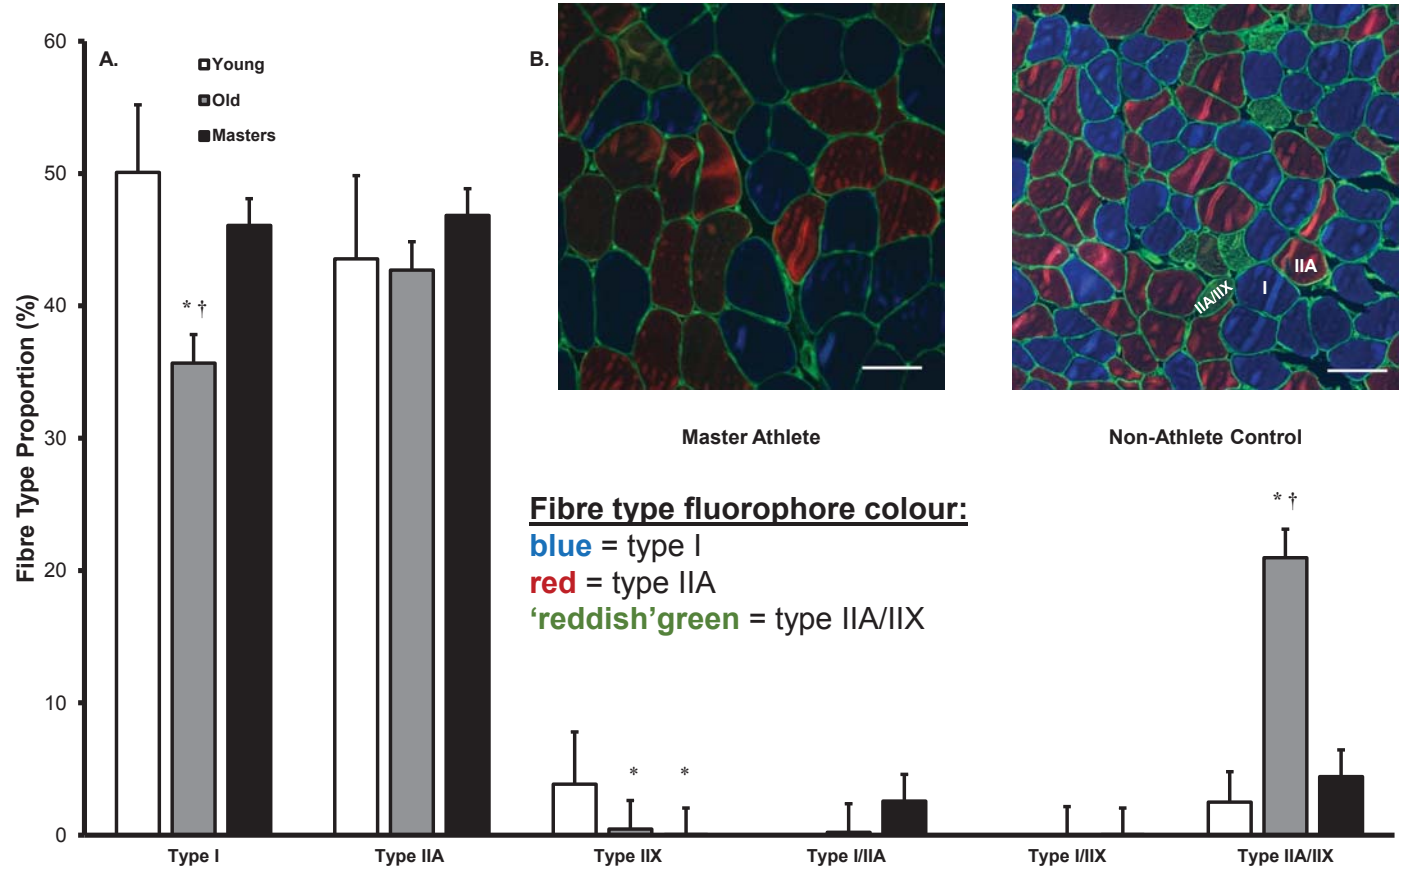 A.
Young
Old
Masters
Fibre Type Proportion (%)
60
50
40
30
20
10
0
* †
*
*
* †
Type I
Type IIA
Type IIX
Type I/IIA
Type I/IIX
Type IIA/IIX
B.
IIA
I
IIA/IIX
Master Athlete
Non-Athlete Control
Fibre type fluorophore colour:
blue = type I
red = type IIA
‘reddish’green = type IIA/IIX